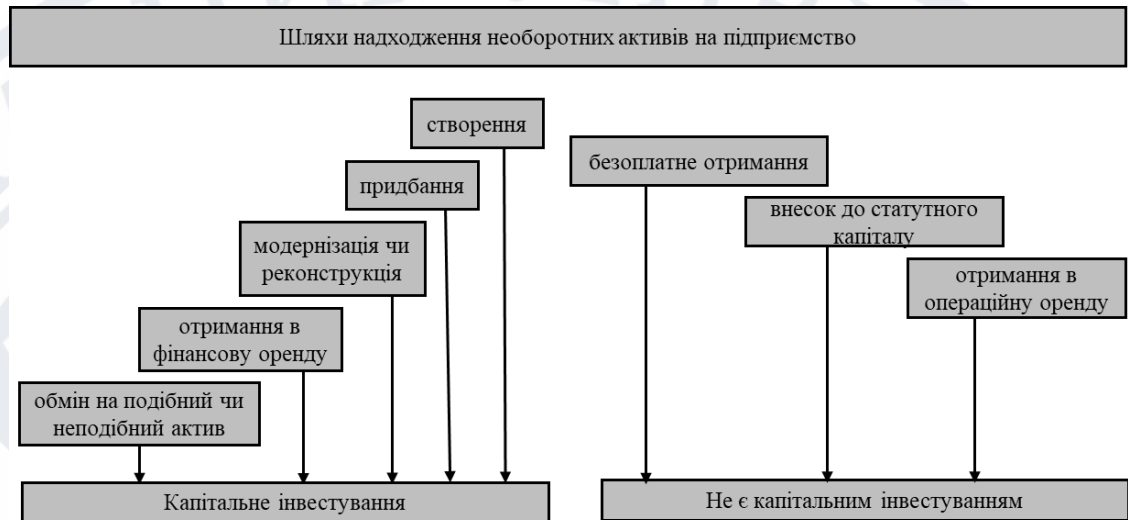 Шляхи надходження необоротних активів на підприємство
створення
безоплатне отримання
придбання
внесок до статутного
капіталу
модернізація чи
реконструкція
отримання в
операційну оренду
отримання в
фінансову оренду
обмін на подібний чи
неподібний актив
Капітальне інвестування
Не є капітальним інвестуванням